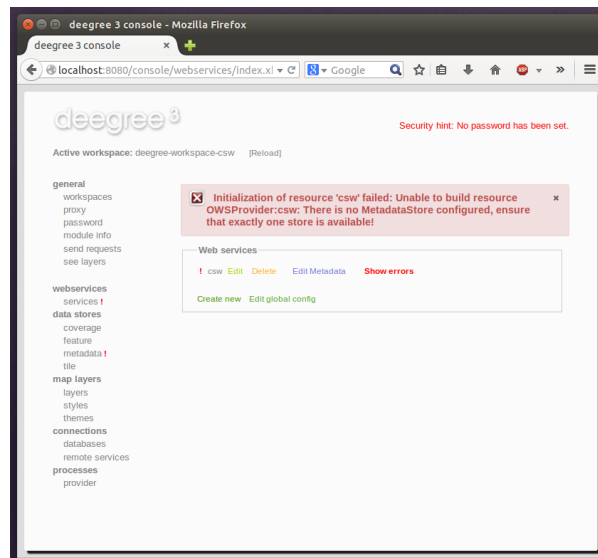 deegree 3 console - Mozilla Firefox
deegree 3 console
localhost:8080/console/webservices/index.xl
Google
ABP
deegree 3
Security hint: No password has been set.
Active workspace: deegree-workspace-csw [Reload]
general
workspaces
proxy
password
module info
send requests
see layers
webservices
services !
data stores
coverage
feature
metadata !
tile
map layers
layers
styles
themes
connections
databases
remote services
processes
provider
Initialization of resource 'csw' failed: Unable to build resource
OWSProvider:csw: There is no MetadataStore configured, ensure
that exactly one store is available!
Web services
! csw Edit Delete Edit Metadata Show errors
Create new Edit global config